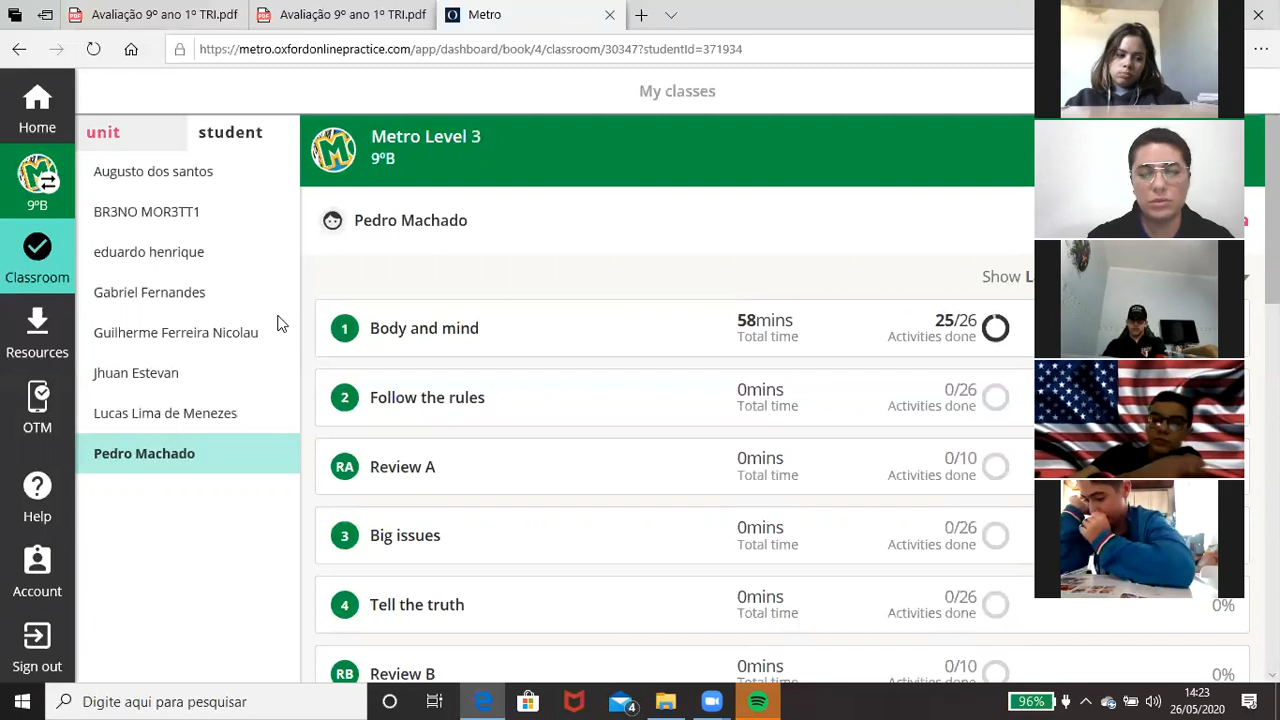 Avaliação 9º ano 1º TRI.pdf
Avaliação 9º ano 1º TRI.pdf
Metro
https://metro.oxfordonlinepractice.com/app/dashboard/book/4/classroom/30347?studentId=371934
My classes
Home
9ºB
Classroom
Resources
OTM
Help
Account
Sign out
unit student
Augusto dos santos
BR3NO MOR3TT1
eduardo henrique
Gabriel Fernandes
Guilherme Ferreira Nicolau
Jhuan Estevan
Lucas Lima de Menezes
Pedro Machado
Metro Level 3
9ºB
Pedro Machado
Show
1 Body and mind 58mins 25/26
Total time Activities done
2 Follow the rules 0mins 0/26
Total time Activities done
RA Review A 0mins 0/10
Total time Activities done
3 Big issues 0mins 0/26
Total time Activities done
4 Tell the truth 0mins 0/26 0%
Total time Activities done
RB Review B 0mins 0/10 0%
Digite aqui para pesquisar
4
96%
14:23
26/05/2020